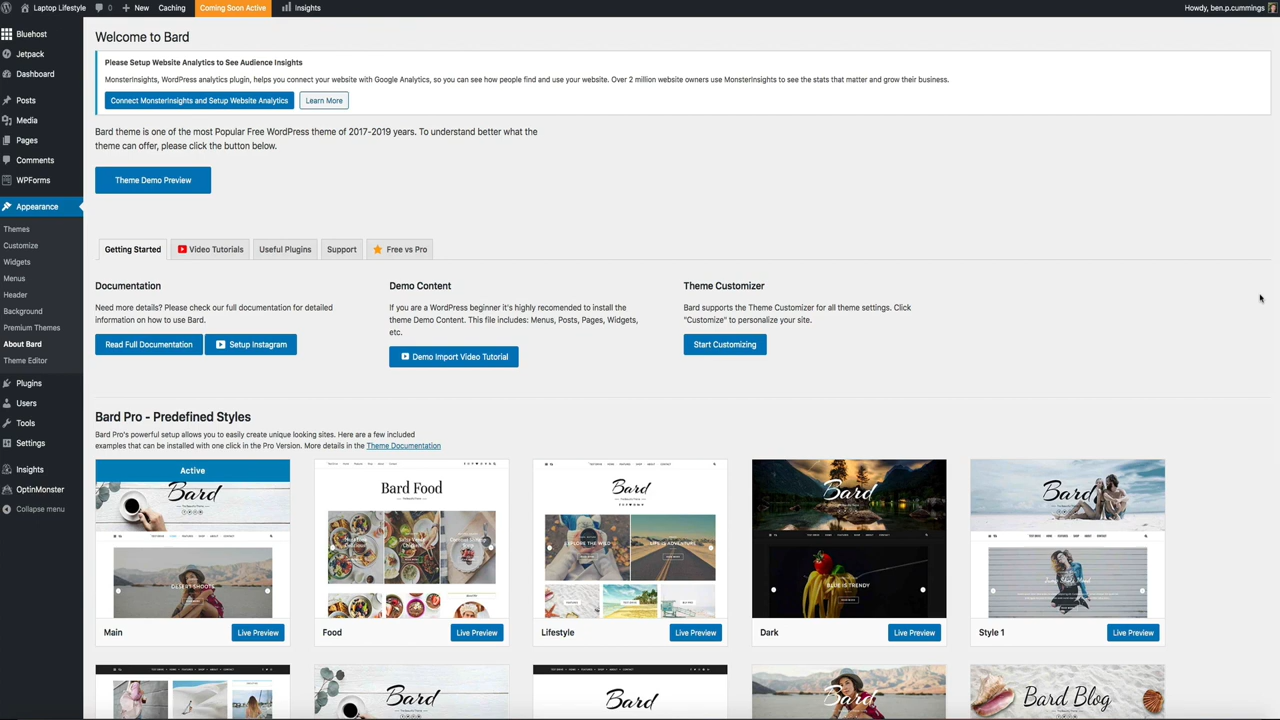 Laptop Lifestyle
New
Caching
Coming Soon Active
Insights
Howdy, ben.p.cummings
Bluehost
Jetpack
Dashboard
Posts
Media
Pages
Comments
WPForms
Appearance
Themes
Customize
Widgets
Menus
Header
Background
Premium Themes
About Bard
Theme Editor
Plugins
Users
Tools
Settings
Insights
OptinMonster
Collapse menu
Welcome to Bard
Please Setup Website Analytics to See Audience Insights
MonsterInsights, WordPress analytics plugin, helps you connect your website with Google Analytics, so you can see how people find and use your website. Over 2 million website owners use MonsterInsights to see the stats that matter and grow their business.
Connect MonsterInsights and Setup Website Analytics
Learn More
Bard theme is one of the most Popular Free WordPress theme of 2017-2019 years. To understand better what the
theme can offer, please click the button below.
Theme Demo Preview
Getting Started
Video Tutorials
Useful Plugins
Support
Free vs Pro
Documentation
Need more details? Please check our full documentation for detailed
information on how to use Bard.
Read Full Documentation
Setup Instagram
Demo Content
If you are a WordPress beginner it's highly recomended to install the
theme Demo Content. This file includes: Menus, Posts, Pages, Widgets,
etc.
Demo Import Video Tutorial
Theme Customizer
Bard supports the Theme Customizer for all theme settings. Click
"Customize" to personalize your site.
Start Customizing
Bard Pro - Predefined Styles
Bard Pro's powerful setup allows you to easily create unique looking sites. Here are a few included
examples that can be installed with one click in the Pro Version. More details in the Theme Documentation
Active
Bard
DESERT SHOOTS
Main
Live Preview
Bard Food
Food
Live Preview
Bard
EXPLORE THE WILD
LIFE IS ADVENTURE
Lifestyle
Live Preview
Bard
BLUE IS TRENDY
Dark
Live Preview
Bard
Style 1
Live Preview
Bard
Bard
Bard
Bard Blog